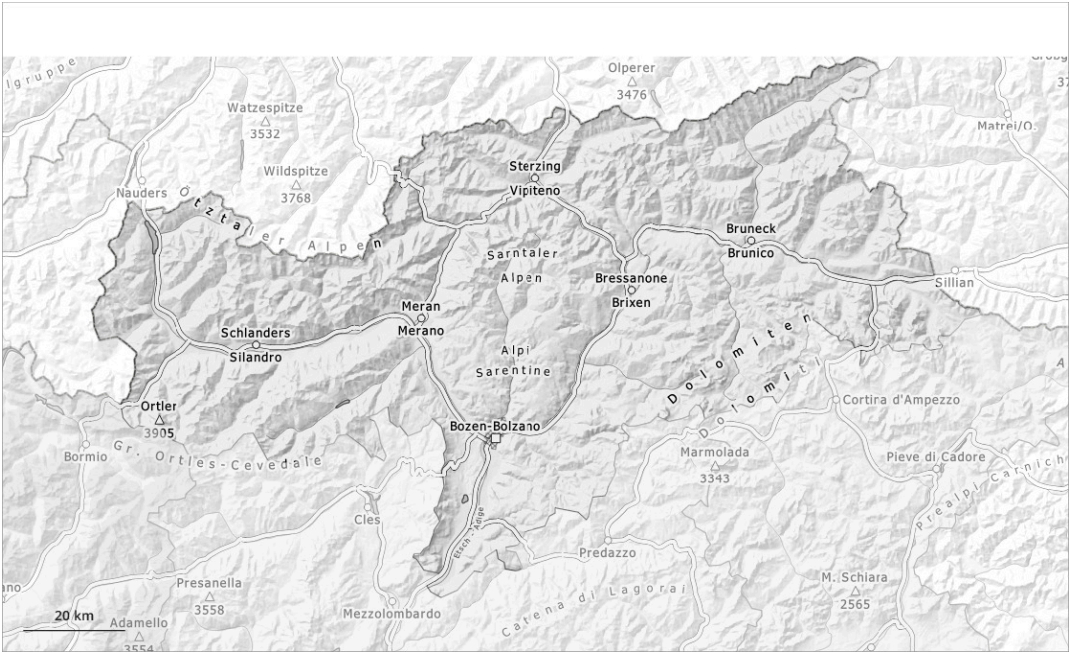 lgruppe
Olperer
3476
Watzespitze
3532
Matrei/O.
Sterzing
Vipiteno
Wildspitze
3768
Nauders
Ötztaler Alpen
Bruneck
Brunico
Sarntaler
Alpen
Bressanone
Brixen
Sillian
Meran
Merano
Schlanders
Silandro
Dolomiten
Alpi
Sarentine
Dolomiti
Ortler
3905
Cortina d'Ampezzo
Bozen-Bolzano
Gr. Ortles-Cevedale
Bormio
Marmolada
3343
Pieve di Cadore
Prealpi Carnich
Cles
Etsch - Adige
Predazzo
Presanella
3558
M. Schiara
2565
Catena di Lagorai
Mezzolombardo
20 km
Adamello
3554